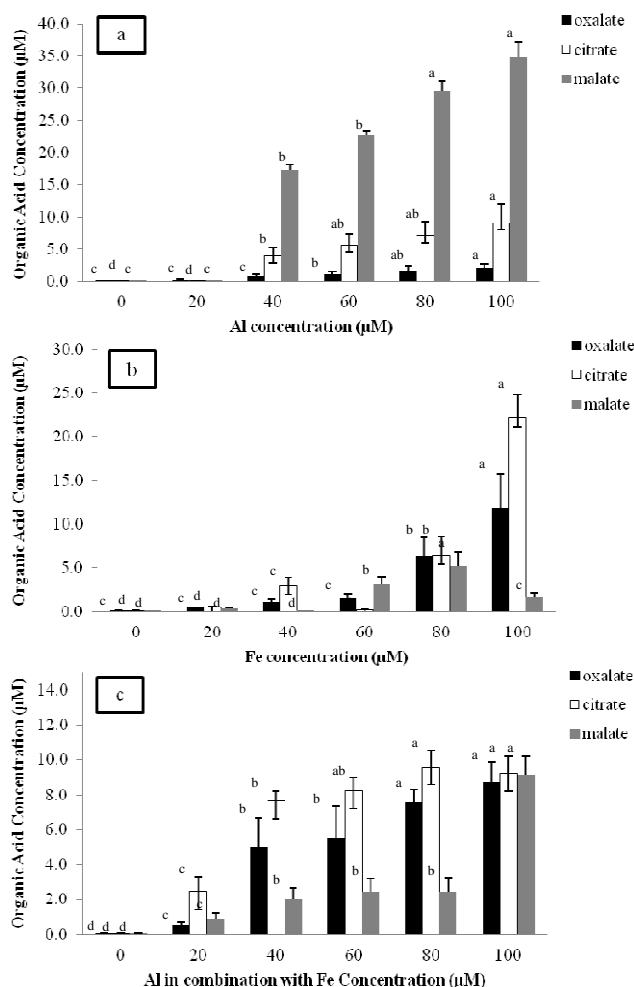 a
oxalate
citrate
malate
Organic Acid Concentration (µM)
40.0
35.0
30.0
25.0
20.0
15.0
10.0
5.0
0.0
c d c
c d c
c b b
b ab b
ab ab a
a a a
0 20 40 60 80 100
Al concentration (µM)
b
oxalate
citrate
malate
Organic Acid Concentration (µM)
30.0
25.0
20.0
15.0
10.0
5.0
0.0
c d d
c d d
c c d
c b
b b a
a a c
0 20 40 60 80 100
Fe concentration (µM)
c
oxalate
citrate
malate
Organic Acid Concentration (µM)
14.0
12.0
10.0
8.0
6.0
4.0
2.0
0.0
d d d
c c c
b b b
b ab b
a a b
a a a
0 20 40 60 80 100
Al in combination with Fe Concentration (µM)